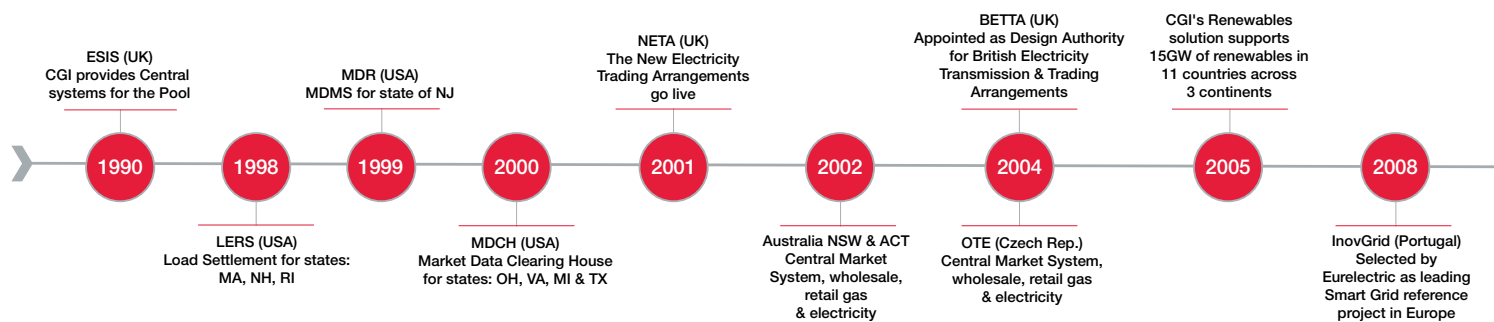 ESIS (UK)
CGI provides Central
systems for the Pool
1990
1998
LERS (USA)
Load Settlement for states:
MA, NH, RI
MDR (USA)
MDMS for state of NJ
1999
2000
MDCH (USA)
Market Data Clearing House
for states: OH, VA, MI & TX
NETA (UK)
The New Electricity
Trading Arrangements
go live
2001
2002
Australia NSW & ACT
Central Market
System, wholesale,
retail gas
& electricity
BETTA (UK)
Appointed as Design Authority
for British Electricity
Transmission & Trading
Arrangements
2004
OTE (Czech Rep.)
Central Market System,
wholesale, retail gas
& electricity
CGI's Renewables
solution supports
15GW of renewables in
11 countries across
3 continents
2005
2008
InovGrid (Portugal)
Selected by
Eurelectric as leading
Smart Grid reference
project in Europe